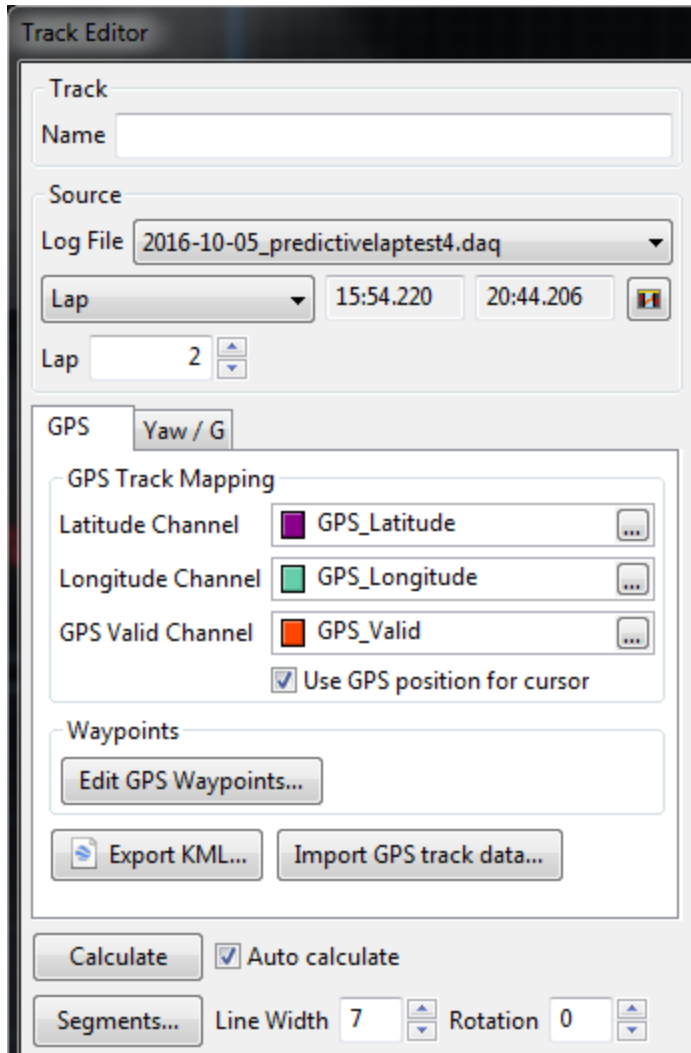 Track Editor
Track
Name
Source
Log File 2016-10-05_predictivelaptest4.daq
Lap 15:54.220 20:44.206
Lap 2
GPS Yaw / G
GPS Track Mapping
Latitude Channel GPS_Latitude ...
Longitude Channel GPS_Longitude ...
GPS Valid Channel GPS_Valid ...
Use GPS position for cursor
Waypoints
Edit GPS Waypoints...
Export KML... Import GPS track data...
Calculate Auto calculate
Segments... Line Width 7 Rotation 0